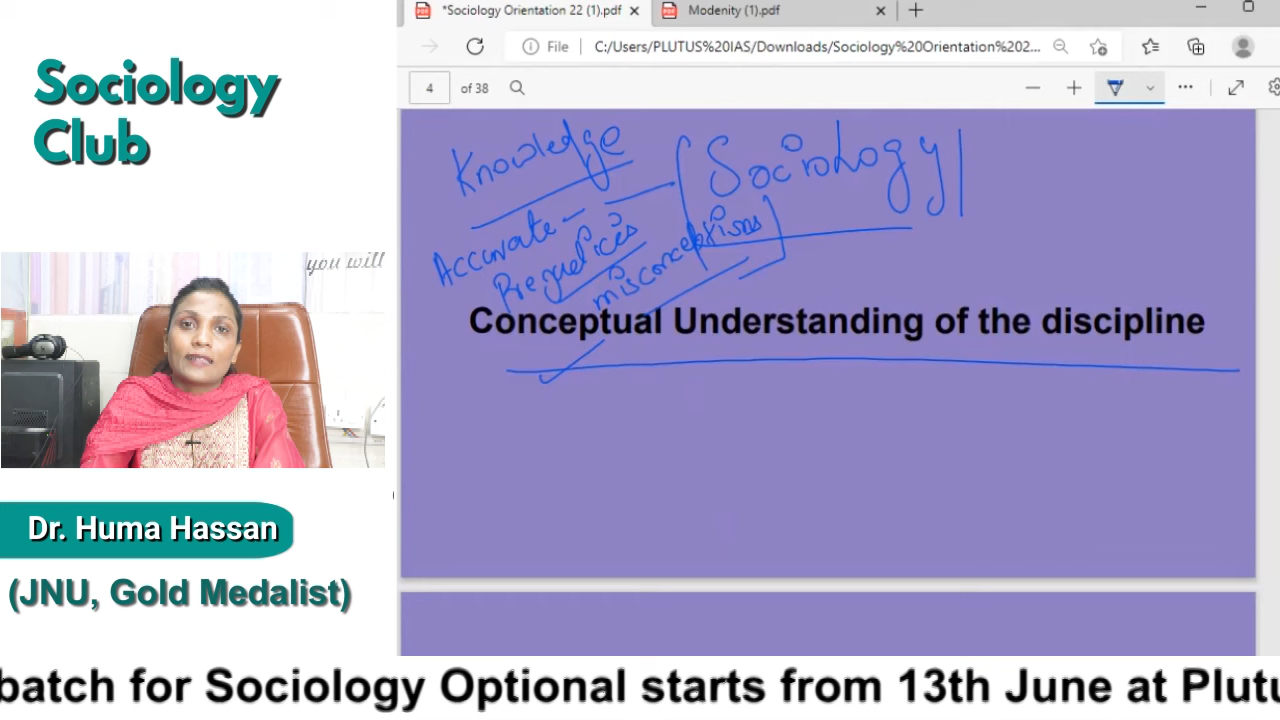 *Sociology Orientation 22 (1).pdf
Modenity (1).pdf
Sociology
Club
File
C:/Users/PLUTUS%20IAS/Downloads/Sociology%20Orientation%202...
4 of 38
Knowledge
Sociology
Accurate
Prejudices
misconceptions
you will
Conceptual Understanding of the discipline
Dr. Huma Hassan
(JNU, Gold Medalist)
batch for Sociology Optional starts from 13th June at Plutu